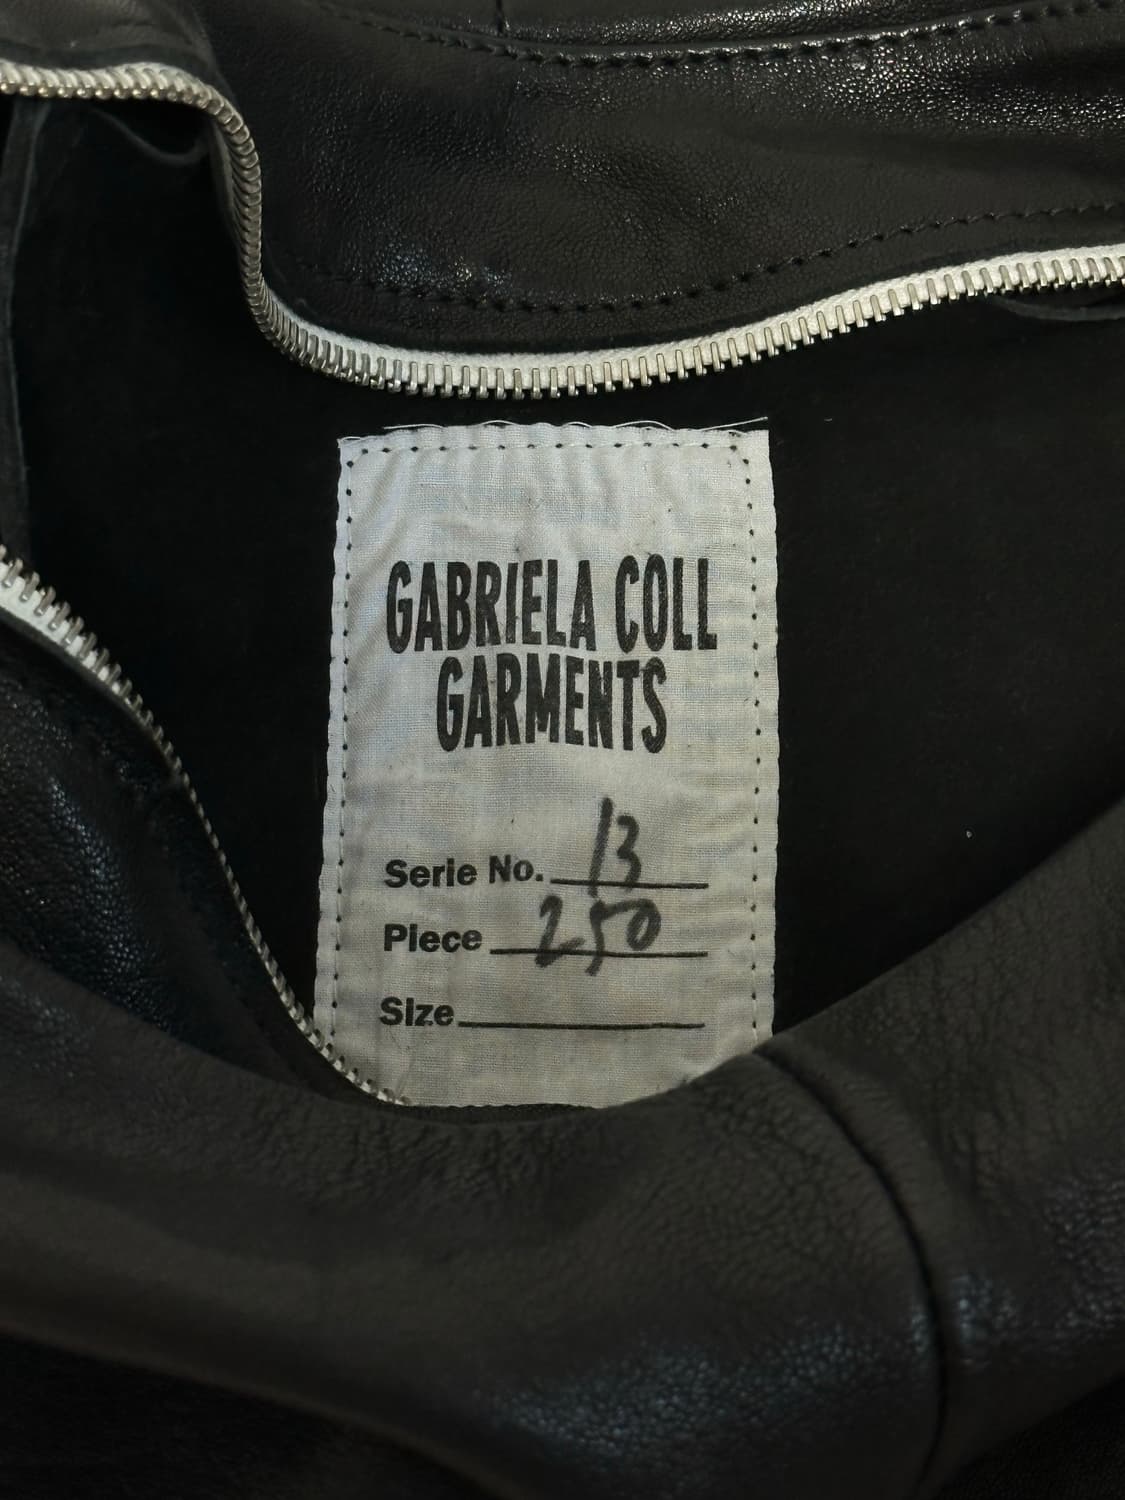 GABRIELA COLL
GARMENTS
Serie No. 13
Piece 250
Size